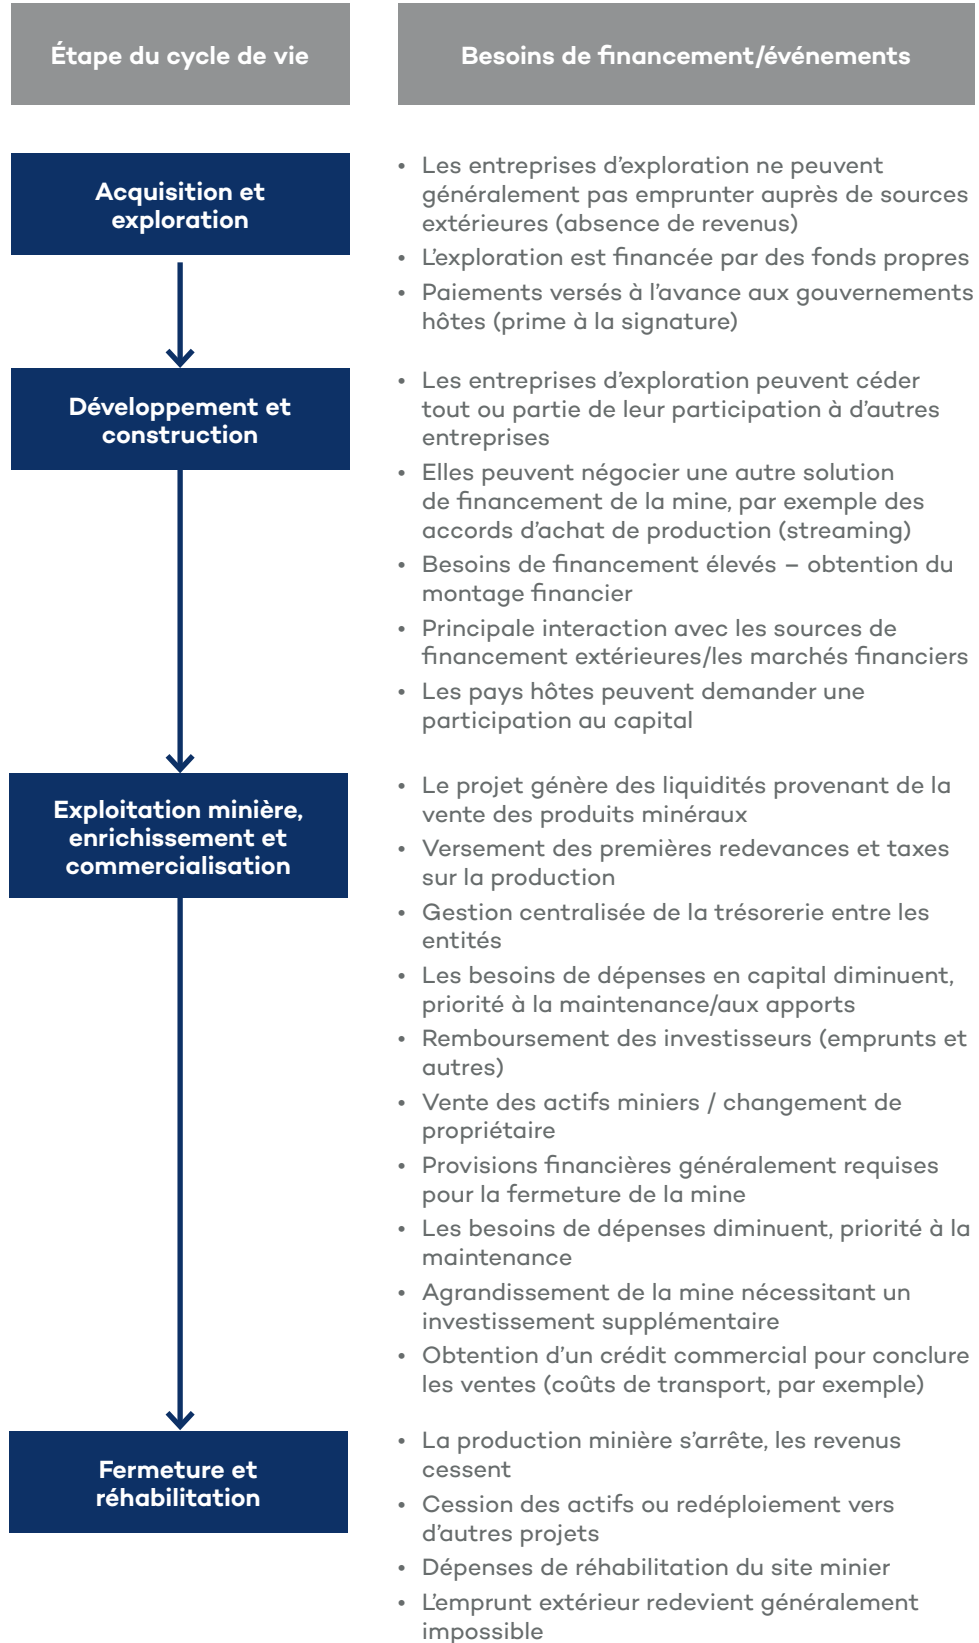 Étape du cycle de vie
Besoins de financement/événements
Acquisition et
exploration
• Les entreprises d’exploration ne peuvent
généralement pas emprunter auprès de sources
extérieures (absence de revenus)
• L’exploration est financée par des fonds propres
• Paiements versés à l’avance aux gouvernements
hôtes (prime à la signature)
Développement et
construction
• Les entreprises d’exploration peuvent céder
tout ou partie de leur participation à d’autres
entreprises
• Elles peuvent négocier une autre solution
de financement de la mine, par exemple des
accords d’achat de production (streaming)
• Besoins de financement élevés – obtention du
montage financier
• Principale interaction avec les sources de
financement extérieures/les marchés financiers
• Les pays hôtes peuvent demander une
participation au capital
Exploitation minière,
enrichissement et
commercialisation
• Le projet génère des liquidités provenant de la
vente des produits minéraux
• Versement des premières redevances et taxes
sur la production
• Gestion centralisée de la trésorerie entre les
entités
• Les besoins de dépenses en capital diminuent,
priorité à la maintenance/aux apports
• Remboursement des investisseurs (emprunts et
autres)
• Vente des actifs miniers / changement de
propriétaire
• Provisions financières généralement requises
pour la fermeture de la mine
• Les besoins de dépenses diminuent, priorité à la
maintenance
• Agrandissement de la mine nécessitant un
investissement supplémentaire
• Obtention d’un crédit commercial pour conclure
les ventes (coûts de transport, par exemple)
Fermeture et
réhabilitation
• La production minière s’arrête, les revenus
cessent
• Cession des actifs ou redéploiement vers
d’autres projets
• Dépenses de réhabilitation du site minier
• L’emprunt extérieur redevient généralement
impossible